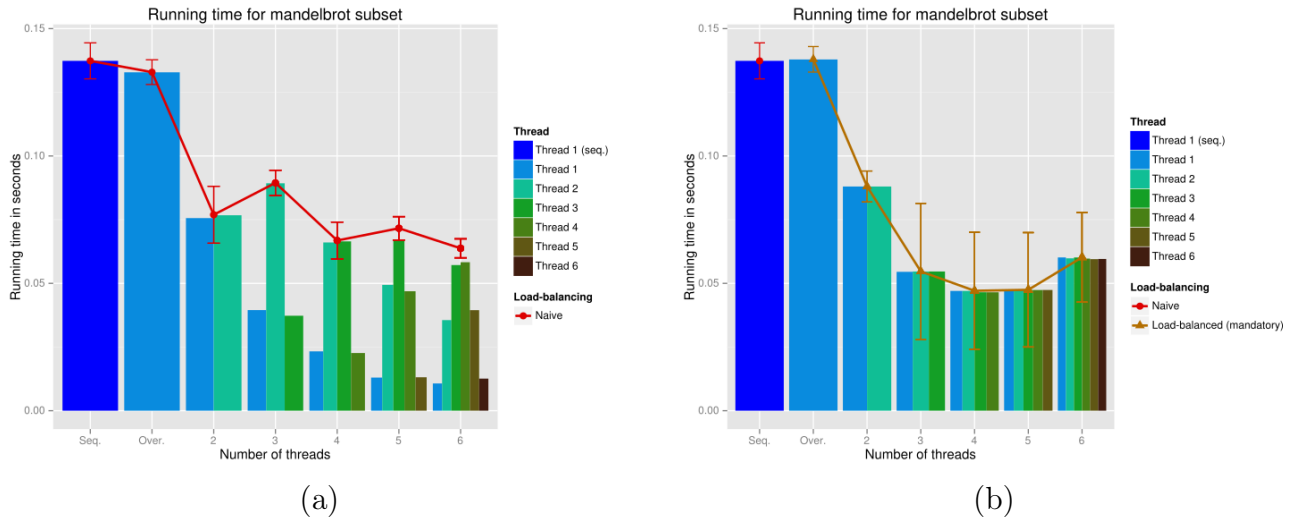 Running time for mandelbrot subset
0.15
0.10
0.05
0.00
Running time in seconds
Seq.
Over.
2
3
4
5
6
Number of threads
Thread
Thread 1 (seq.)
Thread 1
Thread 2
Thread 3
Thread 4
Thread 5
Thread 6
Load-balancing
Naive
(a)
Running time for mandelbrot subset
0.15
0.10
0.05
0.00
Running time in seconds
Seq.
Over.
2
3
4
5
6
Number of threads
Thread
Thread 1 (seq.)
Thread 1
Thread 2
Thread 3
Thread 4
Thread 5
Thread 6
Load-balancing
Naive
Load-balanced (mandatory)
(b)